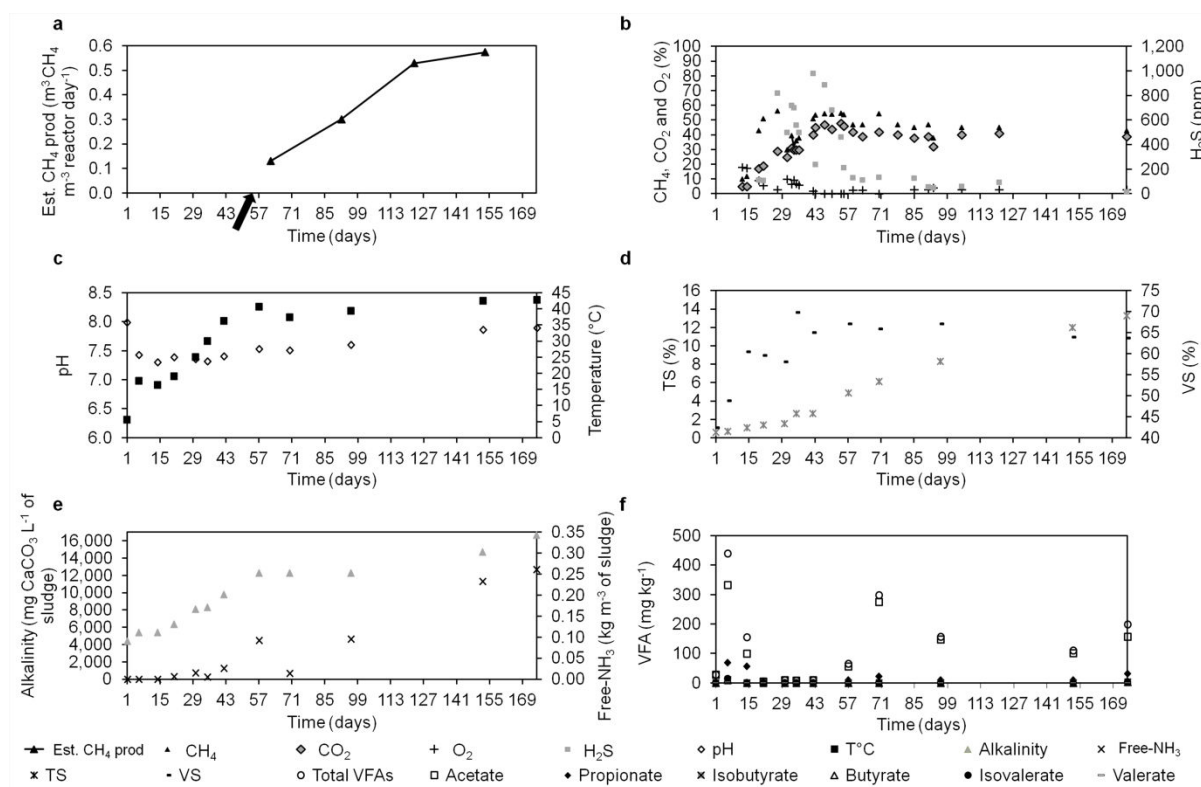 a
Est. CH₄ prod (m³CH₄
m⁻³ reactor day⁻¹)
0.6
0.5
0.4
0.3
0.2
0.1
0.0
1 15 29 43 57 71 85 99 113 127 141 155 169
Time (days)
b
CH₄, CO₂ and O₂ (%)
100
90
80
70
60
50
40
30
20
10
0
1,200
1,000
800
600
400
200
0
H₂S (ppm)
1 15 29 43 57 71 85 99 113 127 141 155 169
Time (days)
c
pH
8.5
8.0
7.5
7.0
6.5
6.0
45
40
35
30
25
20
15
10
5
0
Temperature (°C)
1 15 29 43 57 71 85 99 113 127 141 155 169
Time (days)
d
TS (%)
16
14
12
10
8
6
4
2
0
70
65
60
55
50
45
40
VS (%)
1 15 29 43 57 71 85 99 113 127 141 155 169
Time (days)
e
Alkalinity (mg CaCO₃ L⁻¹ of
sludge)
16,000
14,000
12,000
10,000
8,000
6,000
4,000
2,000
0
0.35
0.30
0.25
0.20
0.15
0.10
0.05
0.00
Free-NH₃ (kg m⁻³ of sludge)
1 15 29 43 57 71 85 99 113 127 141 155 169
Time (days)
f
VFA (mg kg⁻¹)
500
400
300
200
100
0
1 15 29 43 57 71 85 99 113 127 141 155 169
Time (days)
Est. CH₄ prod CH₄ CO₂ O₂ H₂S pH T°C Alkalinity Free-NH₃
TS VS Total VFAs Acetate Propionate Isobutyrate Butyrate Isovalerate Valerate